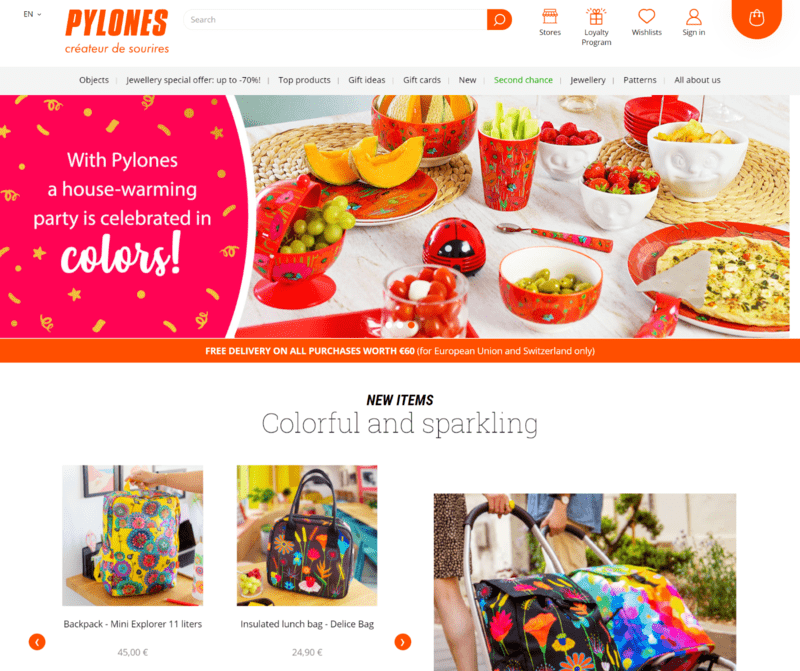 EN
PYLONES
créateur de sourires
Search
Stores
Loyalty
Program
Wishlists
Sign in
Objects
Jewellery special offer: up to -70%!
Top products
Gift ideas
Gift cards
New
Second chance
Jewellery
Patterns
All about us
With Pylones
a house-warming
party is celebrated in
colors!
FREE DELIVERY ON ALL PURCHASES WORTH €60 (for European Union and Switzerland only)
NEW ITEMS
Colorful and sparkling
Backpack - Mini Explorer 11 liters
45,00 €
Insulated lunch bag - Delice Bag
24,90 €